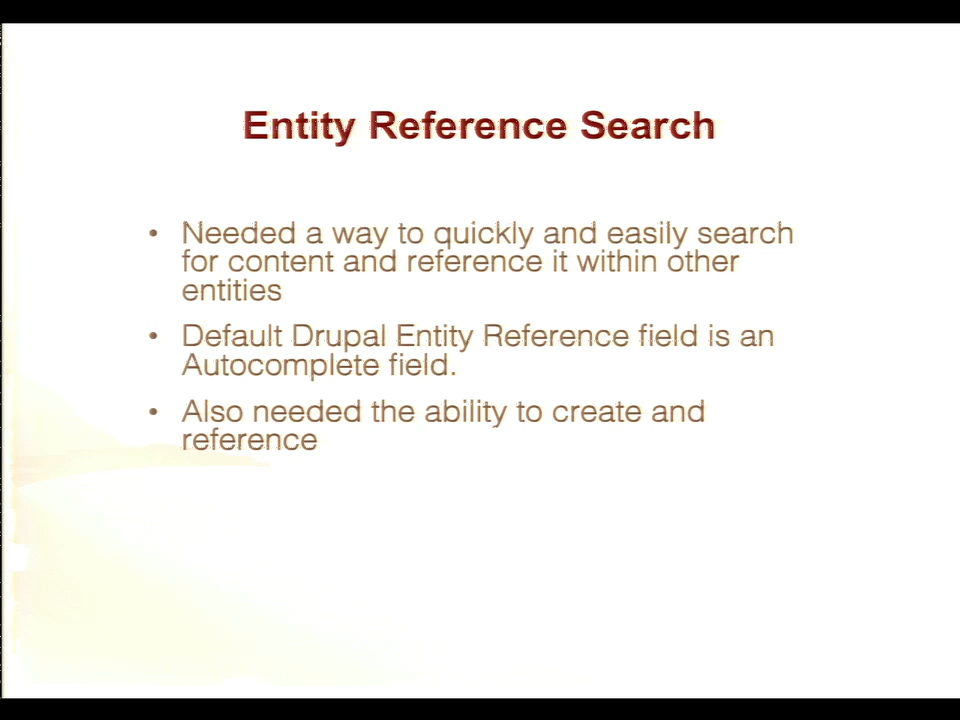 Entity Reference Search
• Needed a way to quickly and easily search
for content and reference it within other
entities
• Default Drupal Entity Reference field is an
Autocomplete field.
• Also needed the ability to create and
reference